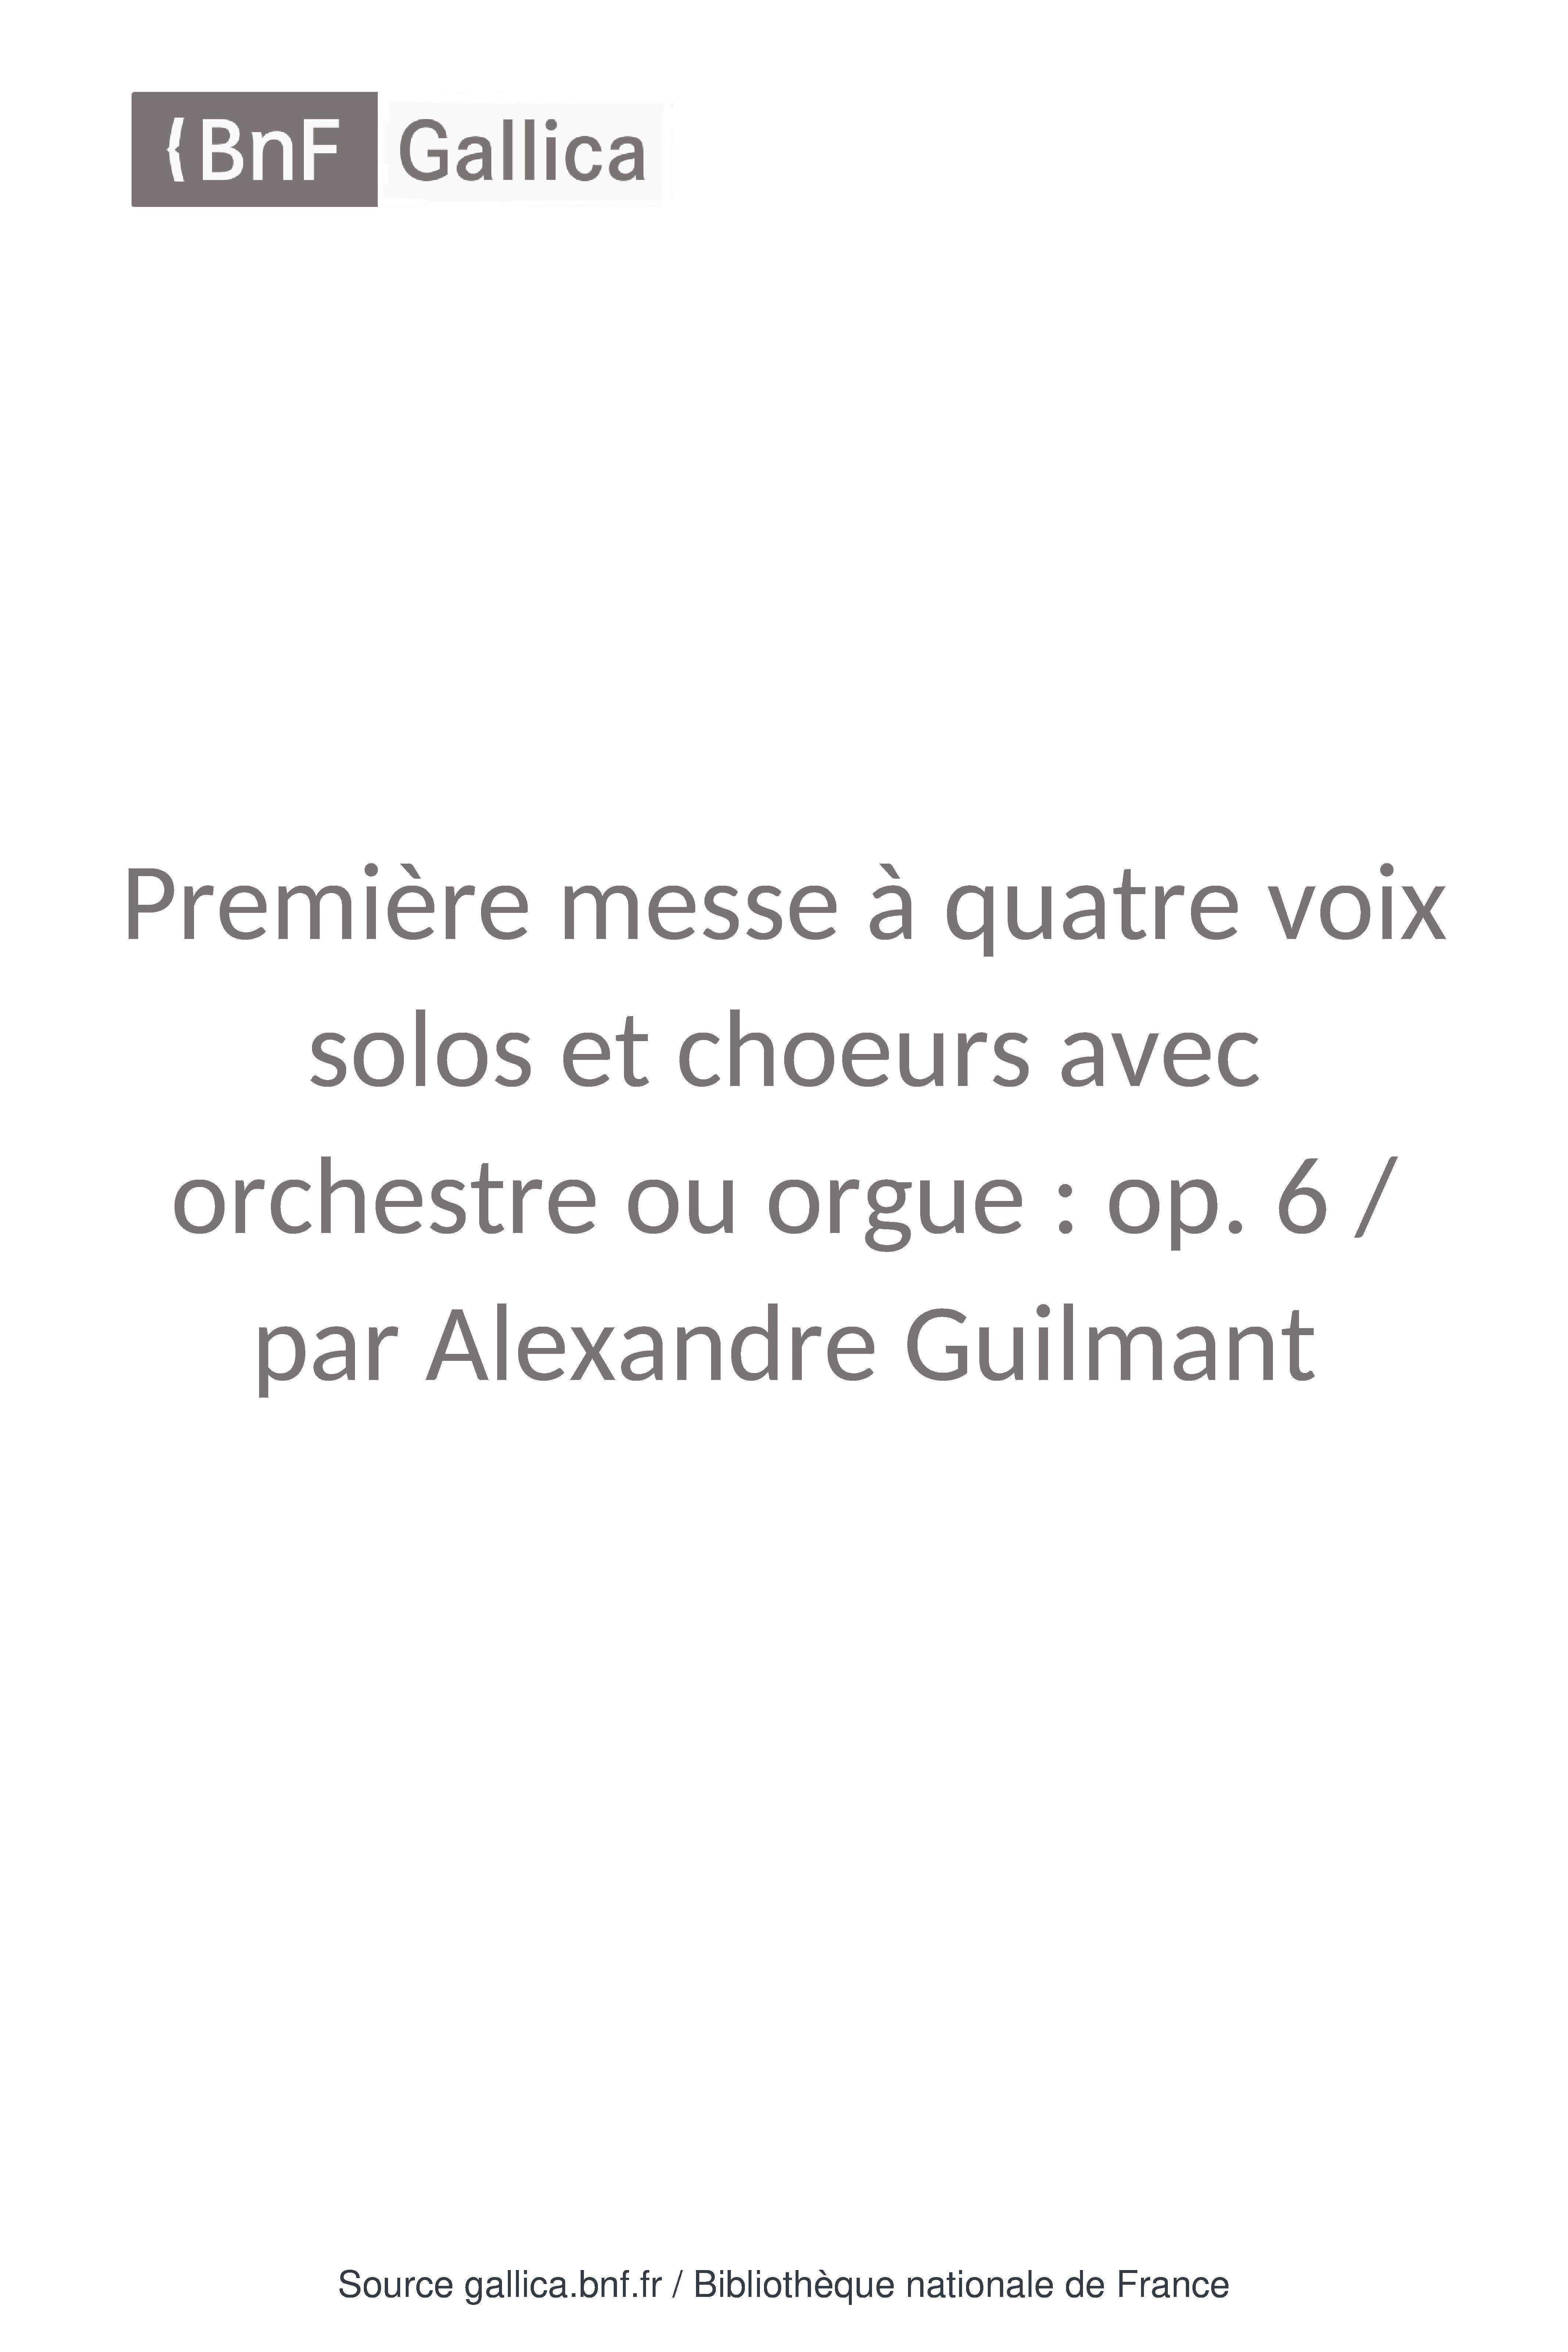 {BnF Gallica
Première messe à quatre voix
solos et choeurs avec
orchestre ou orgue : op. 6 /
par Alexandre Guilmant
Source gallica.bnf.fr / Bibliothèque nationale de France